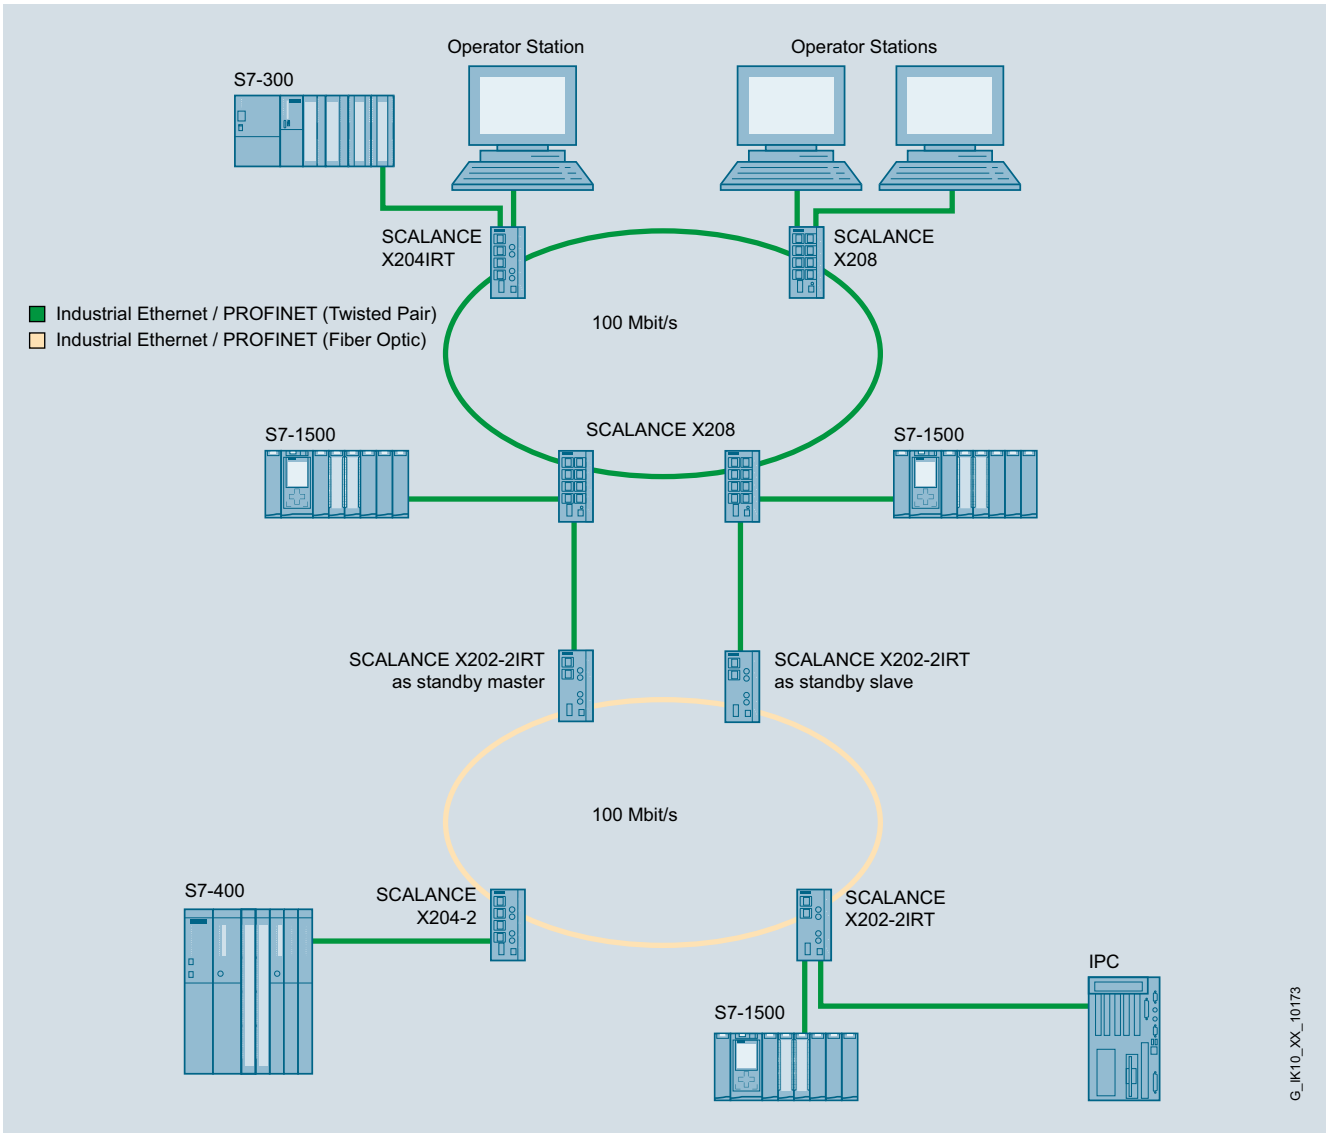 Operator Station
Operator Stations
S7-300
SCALANCE
X204IRT
SCALANCE
X208
Industrial Ethernet / PROFINET (Twisted Pair)
Industrial Ethernet / PROFINET (Fiber Optic)
100 Mbit/s
S7-1500
SCALANCE X208
S7-1500
SCALANCE X202-2IRT
as standby master
SCALANCE X202-2IRT
as standby slave
100 Mbit/s
S7-400
SCALANCE
X204-2
SCALANCE
X202-2IRT
IPC
S7-1500
G_IK10_XX_10173